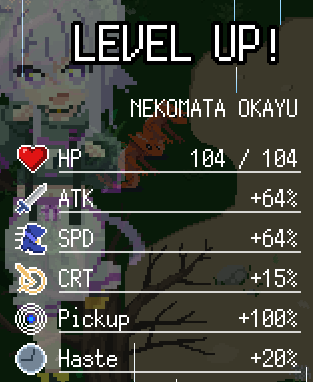 LEVEL UP!
NEKOMATA OKAYU
HP 104 / 104
ATK +64%
SPD +64%
CRT +15%
Pickup +100%
Haste +20%